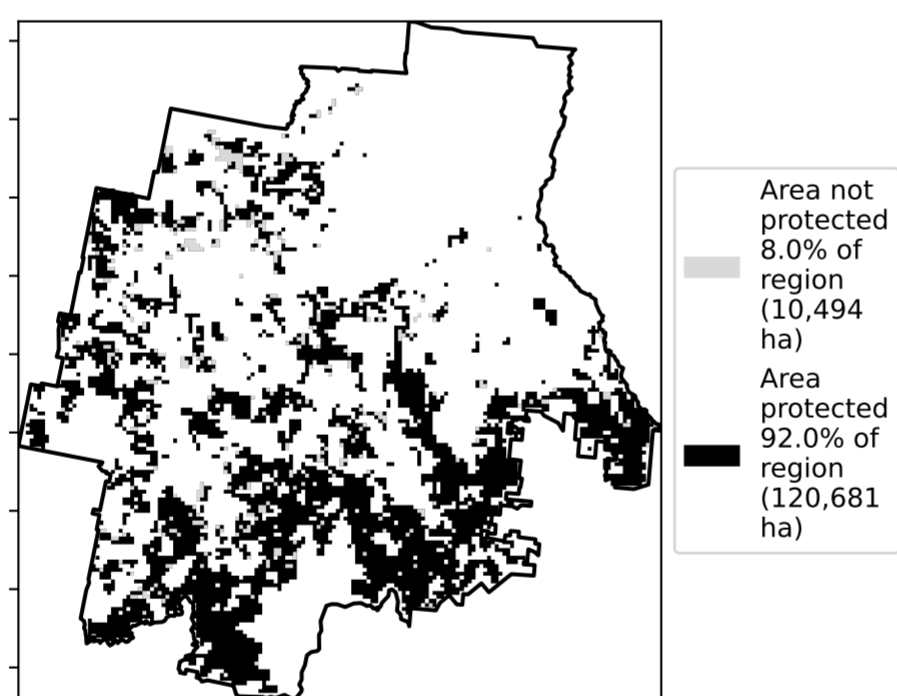 Area not
protected
8.0% of
region
(10,494
ha)
Area
protected
92.0% of
region
(120,681
ha)